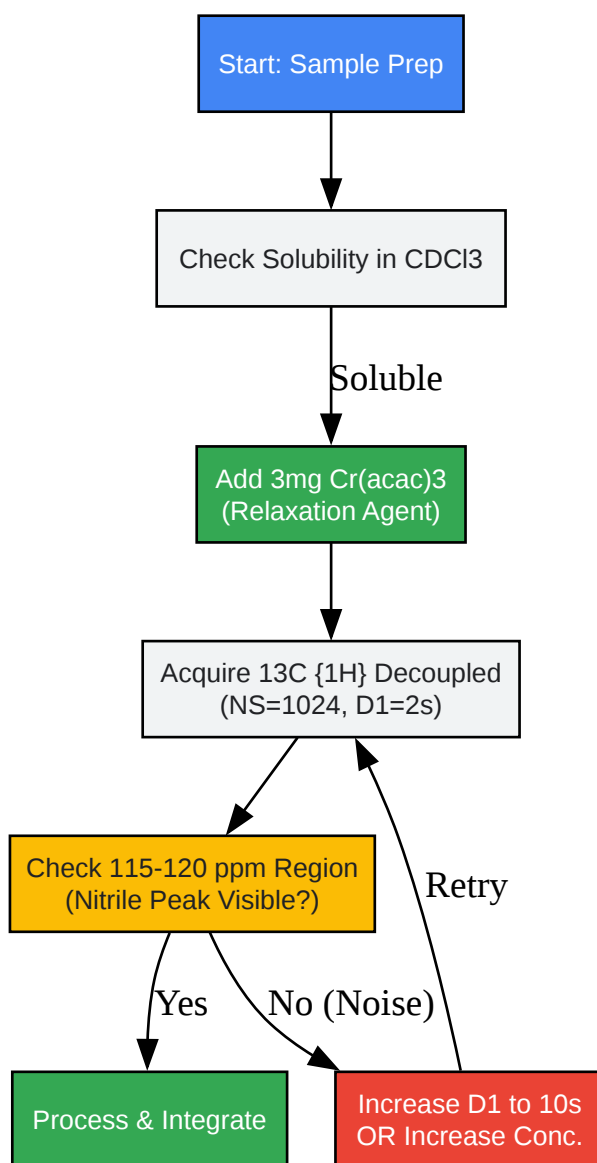 Start: Sample Prep
Check Solubility in CDCl3
Soluble
Add 3mg Cr(acac)3
(Relaxation Agent)
Acquire 13C {1H} Decoupled
(NS=1024, D1=2s)
Check 115-120 ppm Region
(Nitrile Peak Visible?)
Retry
Yes
No (Noise)
Process & Integrate
Increase D1 to 10s
OR Increase Conc.